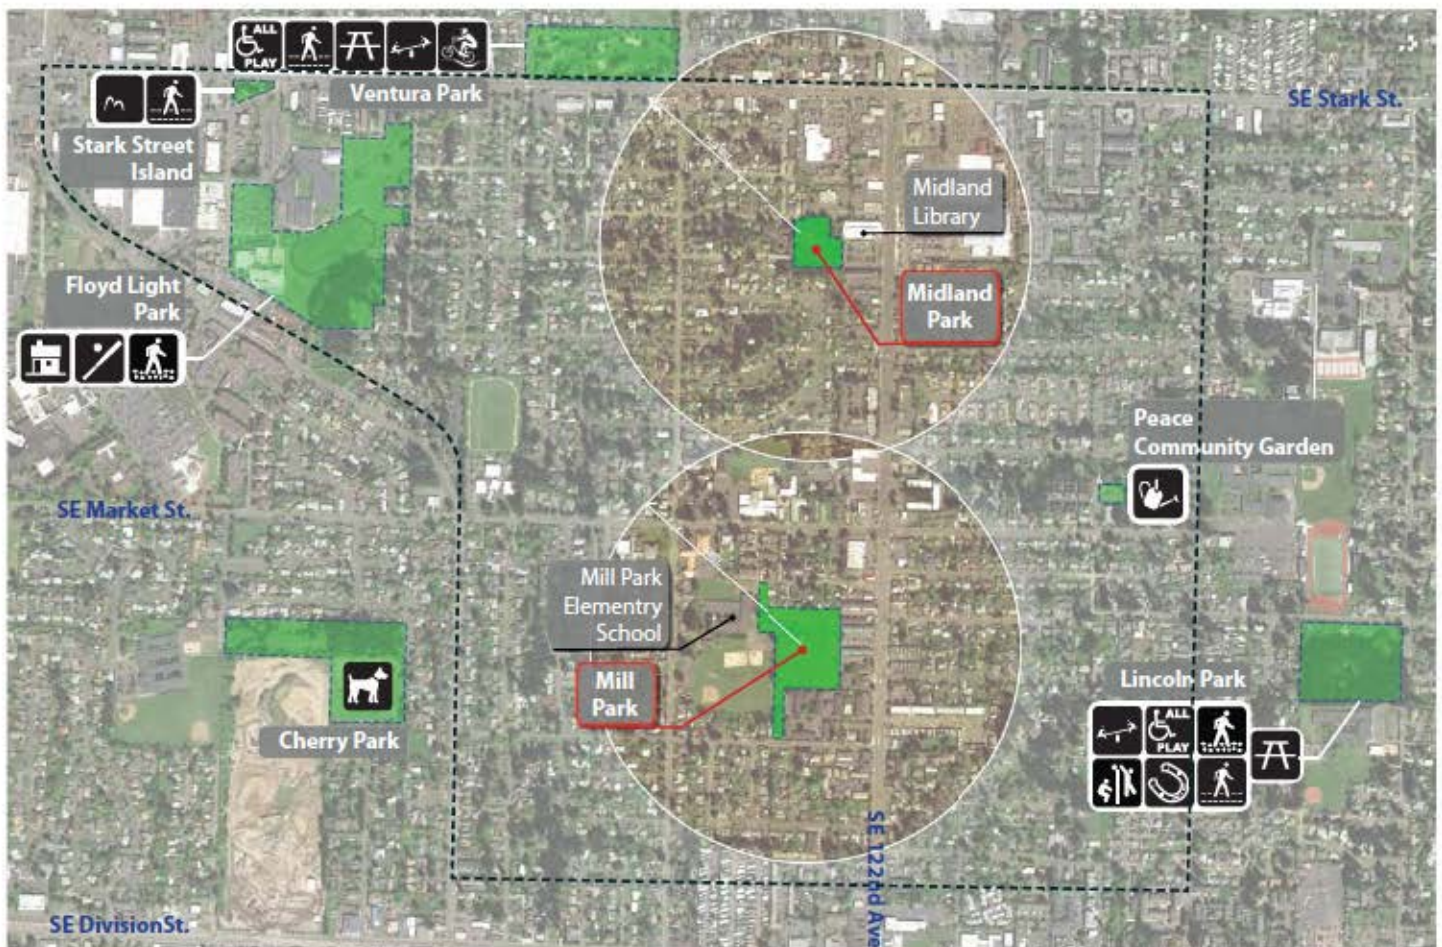 ALL
PLAY
Ventura Park
SE Stark St.
Stark Street
Island
Midland
Library
Floyd Light
Park
Midland
Park
Peace
Community Garden
SE Market St.
Mill Park
Elementry
School
Mill
Park
Lincoln Park
ALL
PLAY
Cherry Park
SE 122nd Ave
SE DivisionSt.